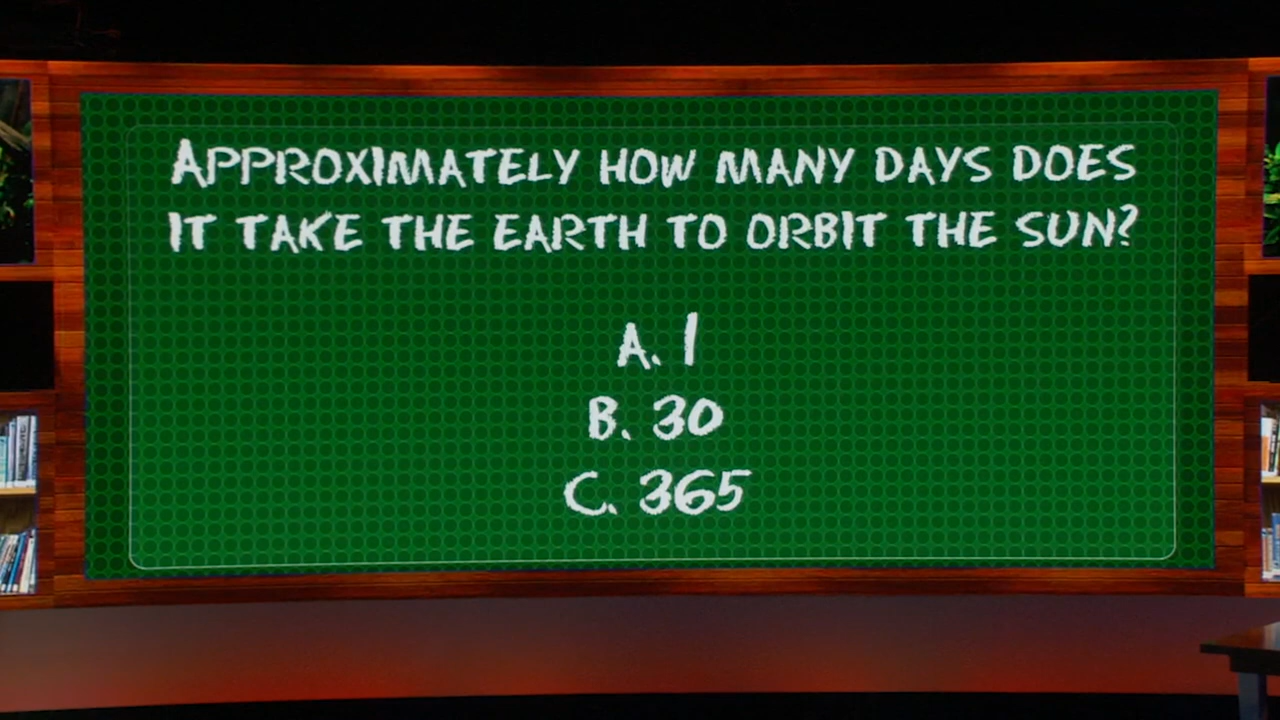 APPROXIMATELY HOW MANY DAYS DOES
IT TAKE THE EARTH TO ORBIT THE SUN?
A. 1
B. 30
C. 365